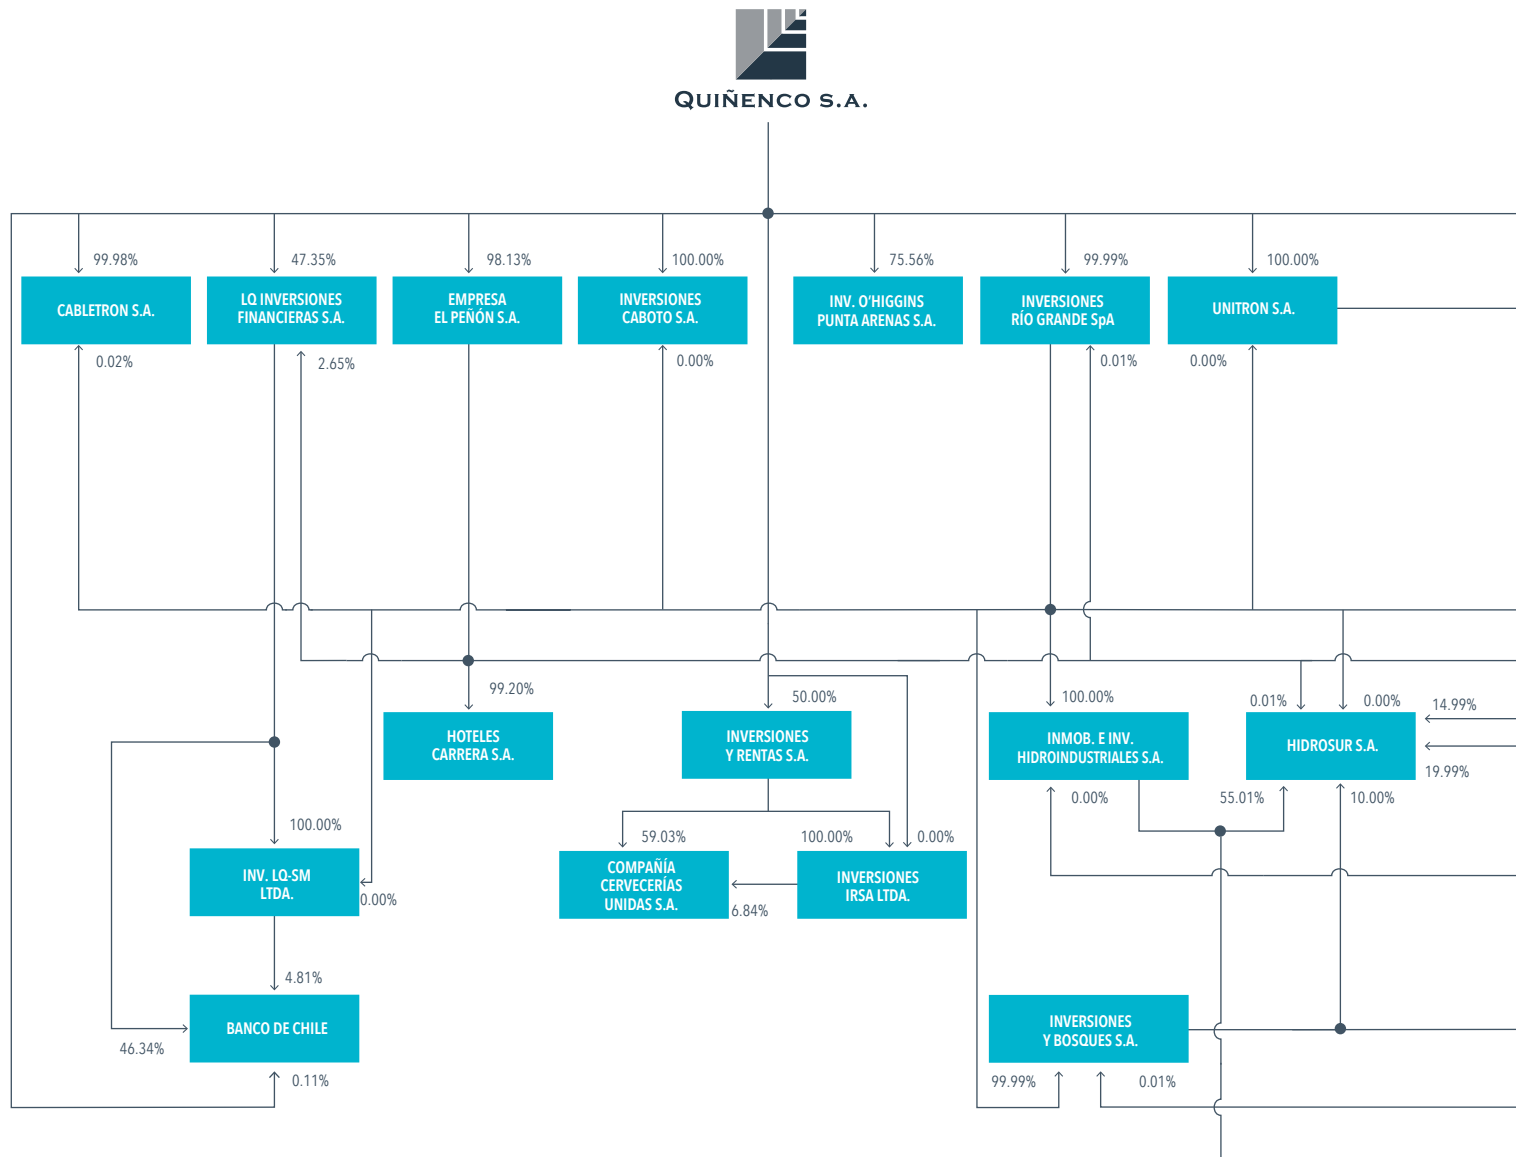 QUIÑENCO S.A.
99.98%
47.35%
98.13%
100.00%
75.56%
99.99%
100.00%
CABLETRON S.A.
LQ INVERSIONES
FINANCIERAS S.A.
EMPRESA
EL PEÑÓN S.A.
INVERSIONES
CABOTO S.A.
INV. O'HIGGINS
PUNTA ARENAS S.A.
INVERSIONES
RÍO GRANDE SpA
UNITRON S.A.
0.02%
2.65%
0.00%
0.01%
0.00%
99.20%
50.00%
100.00%
0.01%
0.00%
14.99%
HOTELES
CARRERA S.A.
INVERSIONES
Y RENTAS S.A.
INMOB. E INV.
HIDROINDUSTRIALES S.A.
HIDROSUR S.A.
19.99%
0.00%
55.01%
10.00%
100.00%
59.03%
100.00%
0.00%
INV. LQ-SM
LTDA.
0.00%
COMPAÑÍA
CERVECERÍAS
UNIDAS S.A.
6.84%
INVERSIONES
IRSA LTDA.
4.81%
BANCO DE CHILE
46.34%
0.11%
INVERSIONES
Y BOSQUES S.A.
99.99%
0.01%